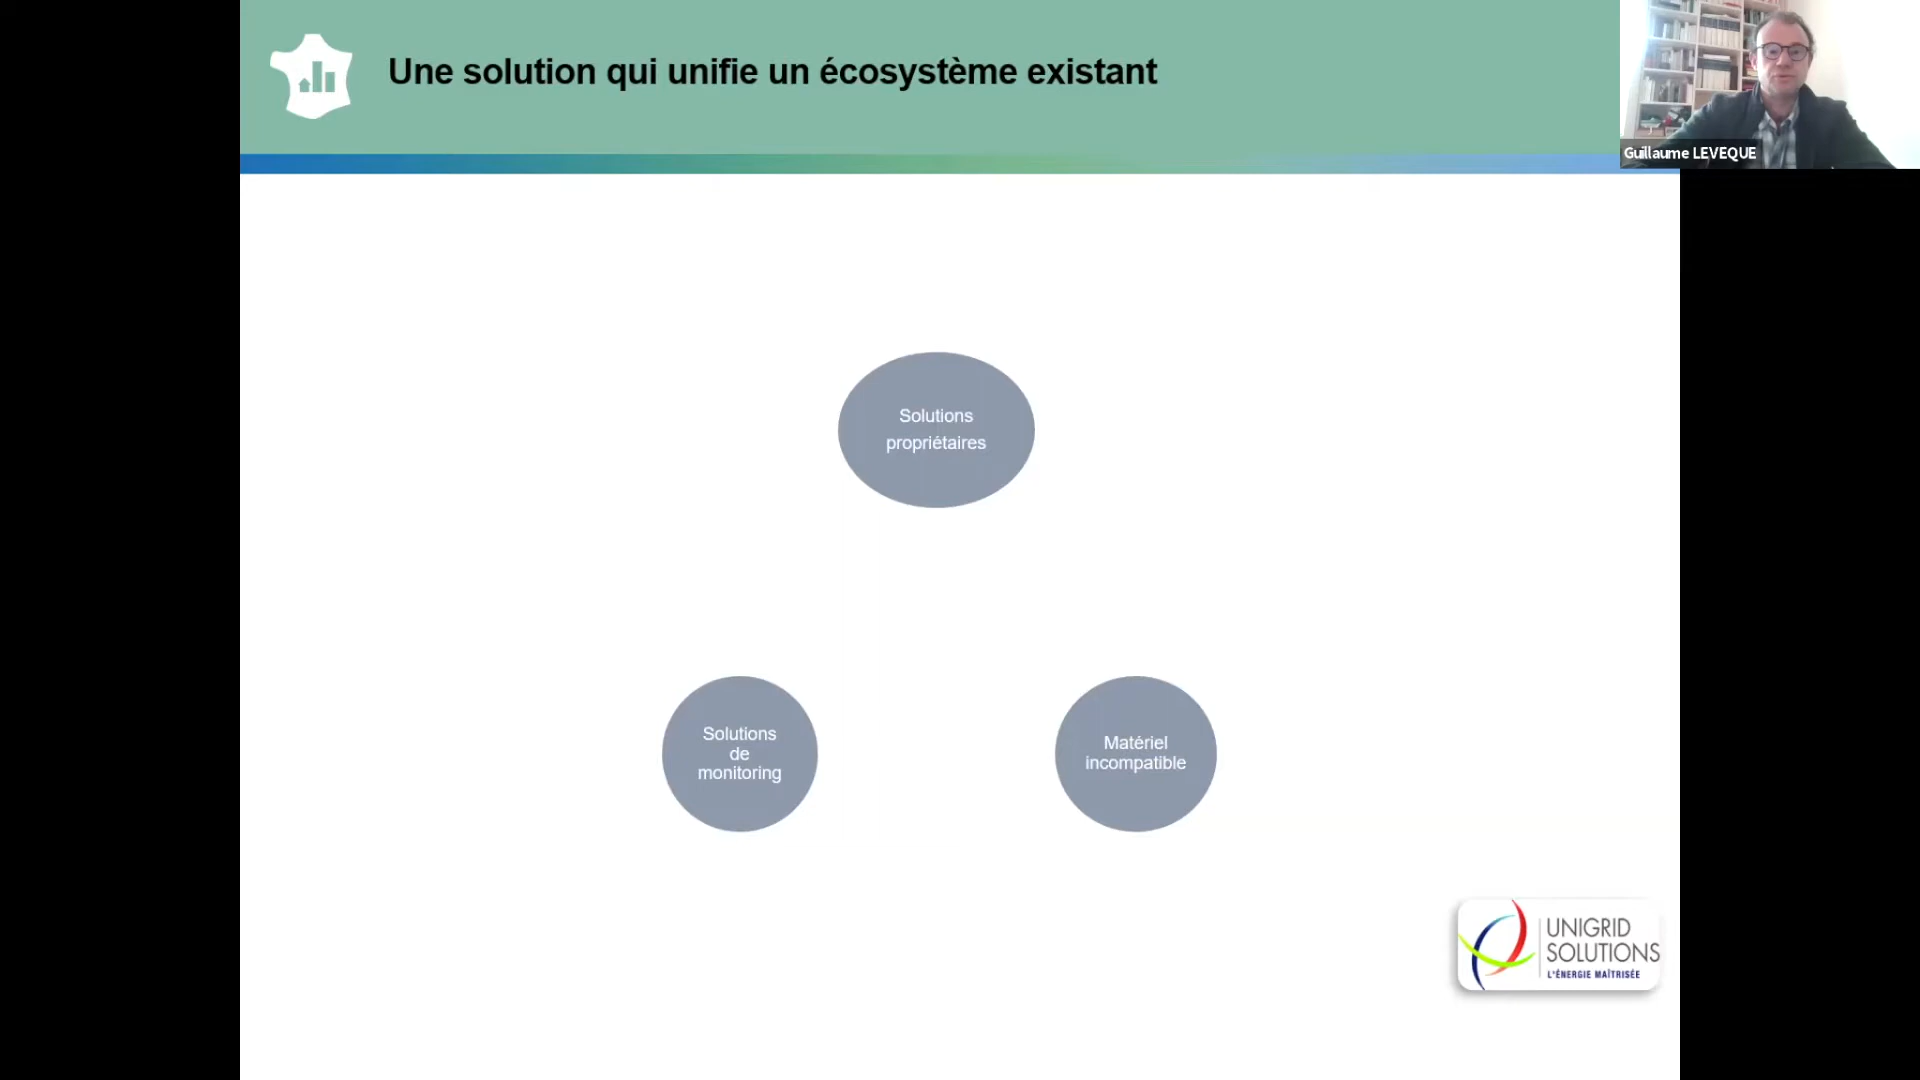 Une solution qui unifie un écosystème existant
Guillaume LEVEQUE
Solutions
propriétaires
Solutions
de
monitoring
Matériel
incompatible
UNIGRID
SOLUTIONS
L'ÉNERGIE MAÎTRISÉE